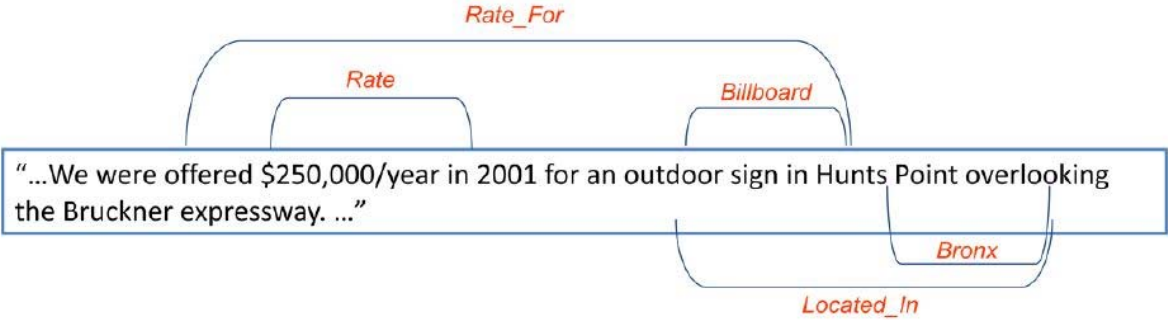 Rate_For
Rate
Billboard
“...We were offered $250,000/year in 2001 for an outdoor sign in Hunts Point overlooking
the Bruckner expressway. ...”
Bronx
Located_In